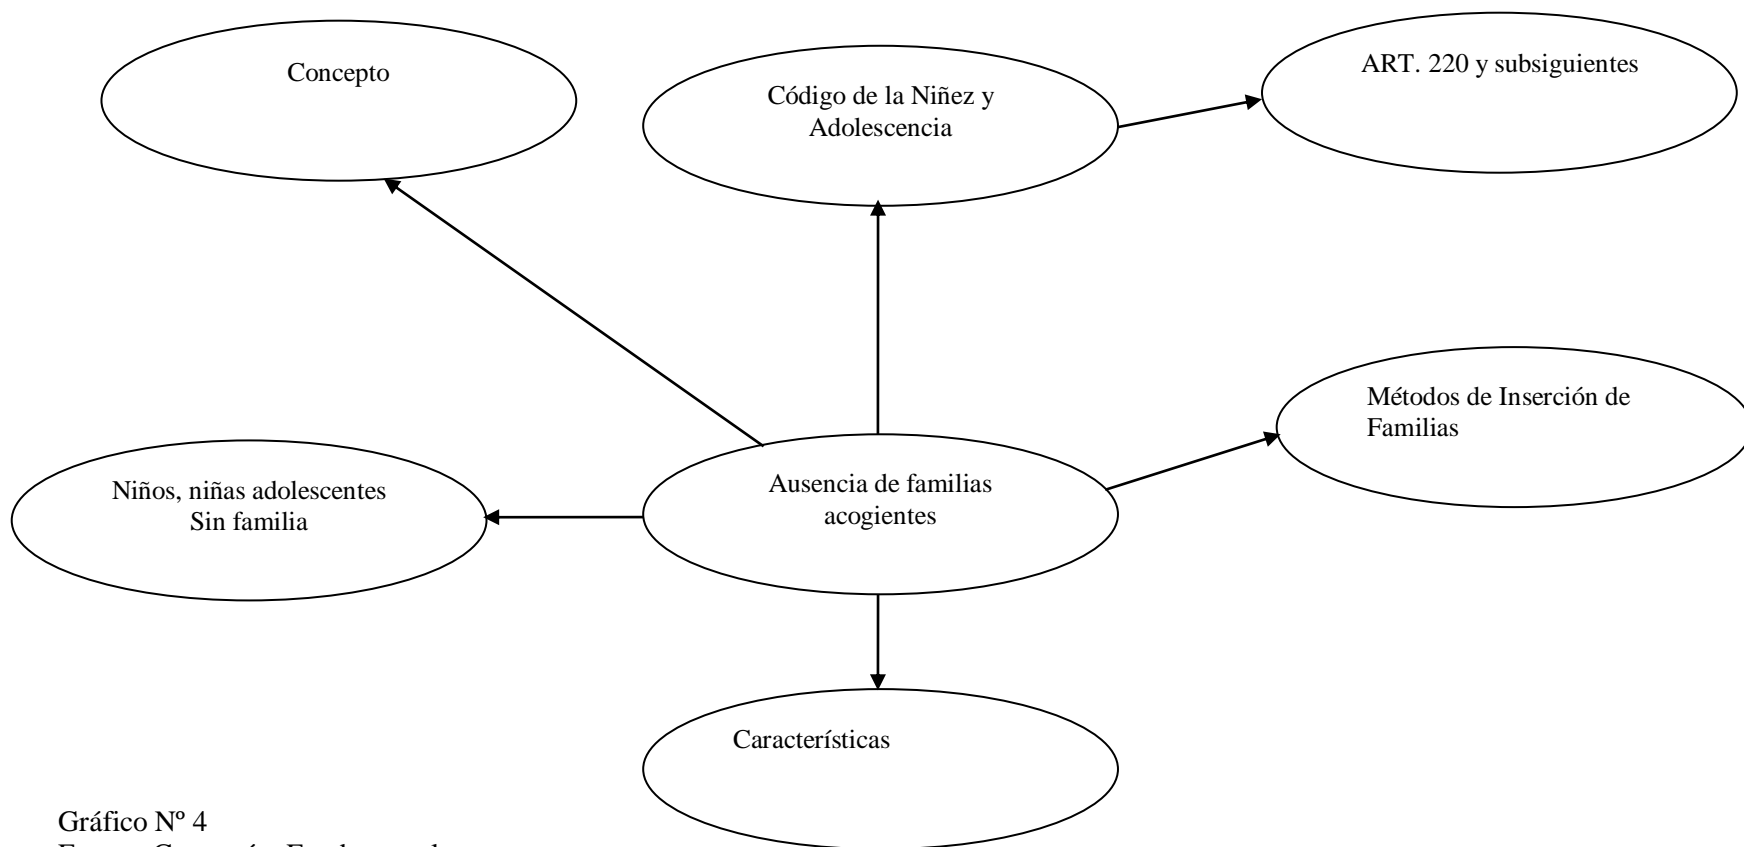 Concepto
Código de la Niñez y
Adolescencia
ART. 220 y subsiguientes
Métodos de Inserción de
Familias
Niños, niñas adolescentes
Sin familia
Ausencia de familias
acogientes
Características
Gráfico Nº 4